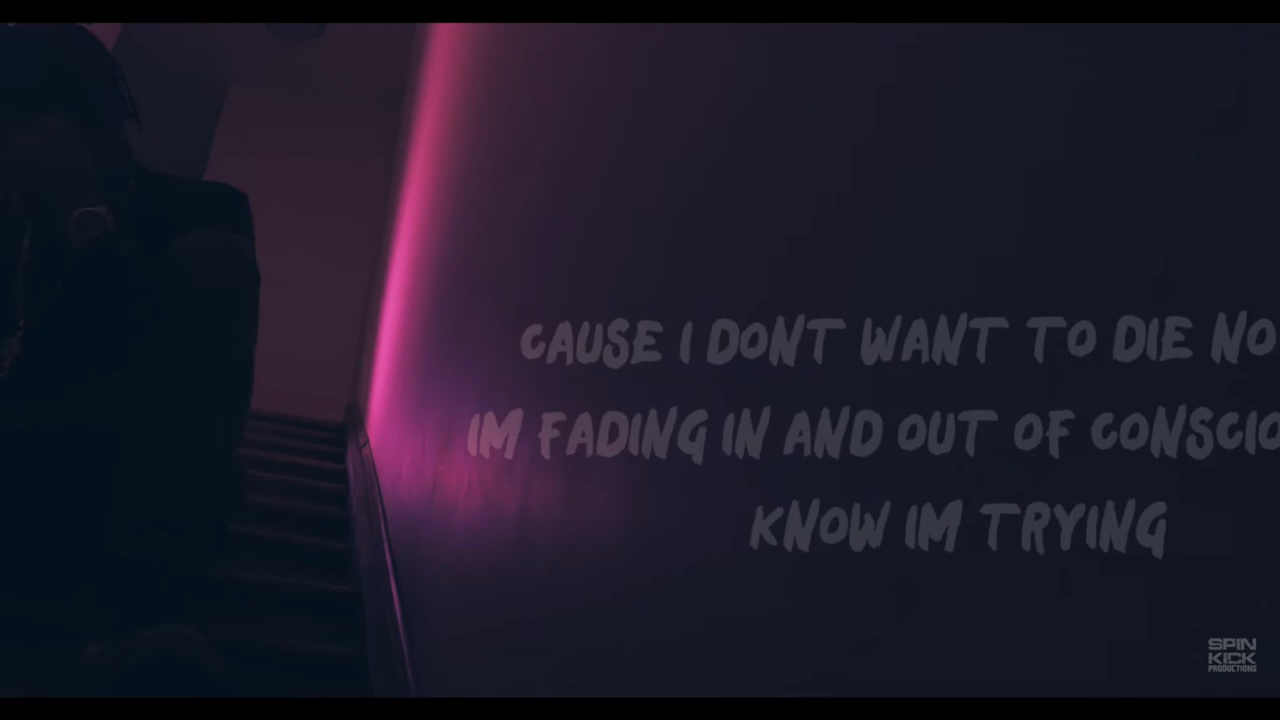 CAUSE I DONT WANT TO DIE NO
IM FADING IN AND OUT OF CONSCIO
KNOW IM TRYING
SPIN
KICK
PRODUCTIONS